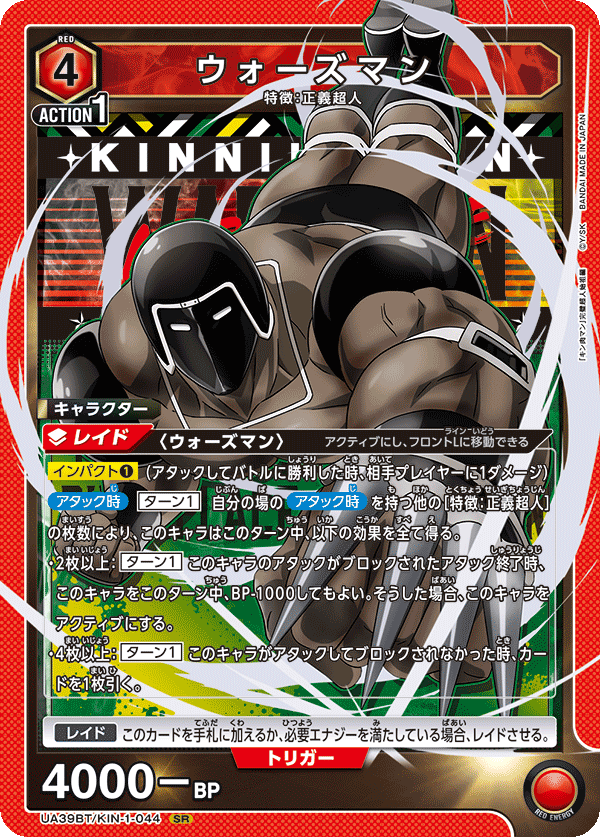 RED
4
ACTION 1
ウォーズマン
特徴：正義超人
KINNI N
キャラクター
レイド 〈ウォーズマン〉 アクティブにし、フロントLに移動できる
インパクト❶ (アタックしてバトルに勝利した時、相手プレイヤーに1ダメージ)
アタック時 ターン1 自分の場の アタック時 を持つ他の[特徴：正義超人]
の枚数により、このキャラはこのターン中、以下の効果を全て得る。
・2枚以上： ターン1 このキャラのアタックがブロックされたアタック終了時、
このキャラをこのターン中、BP-1000してもよい。そうした場合、このキャラを
アクティブにする。
・4枚以上： ターン1 このキャラがアタックしてブロックされなかった時、カー
ドを1枚引く。
レイド このカードを手札に加えるか、必要エナジーを満たしている場合、レイドさせる。
トリガー
4000 ー BP
RED ENERGY
UA39BT/KIN-1-044 SR
「キン肉マン」完璧超人始祖編
©Y/SK BANDAI MADE IN JAPAN